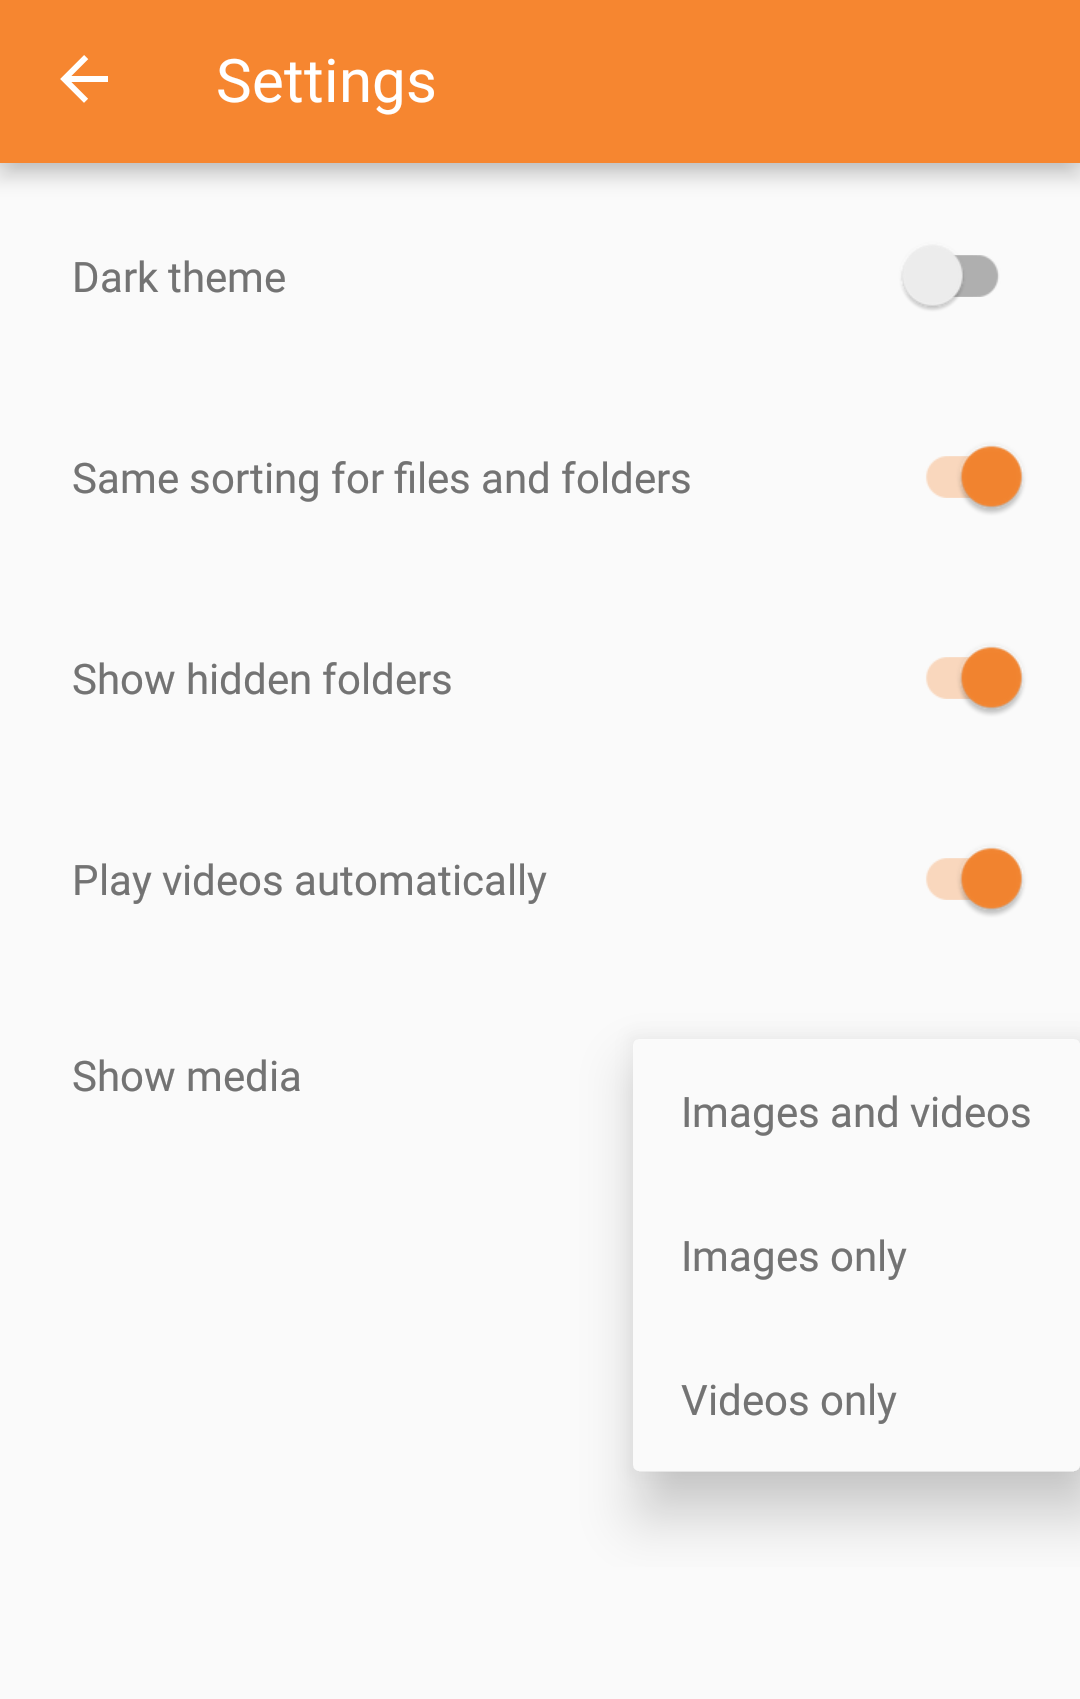 Settings
Dark theme
Same sorting for files and folders
Show hidden folders
Play videos automatically
Show media
Images and videos
Images only
Videos only